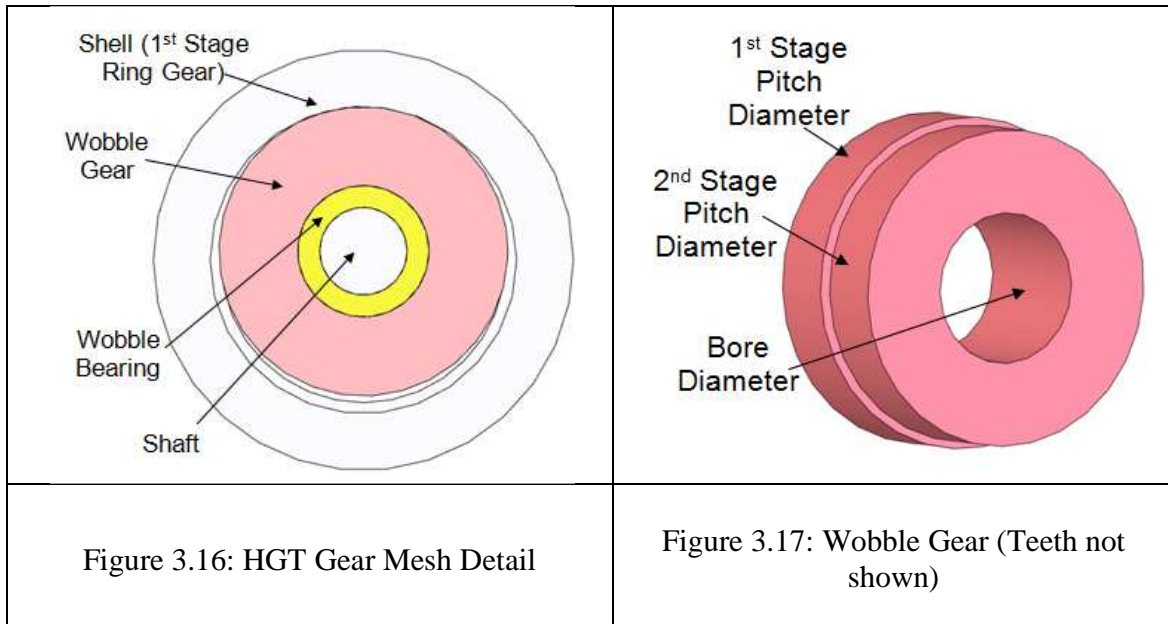 Shell (1st Stage
Ring Gear)
Wobble
Gear
Wobble
Bearing
Shaft
1st Stage
Pitch
Diameter
2nd Stage
Pitch
Diameter
Bore
Diameter
Figure 3.16: HGT Gear Mesh Detail
Figure 3.17: Wobble Gear (Teeth not
shown)